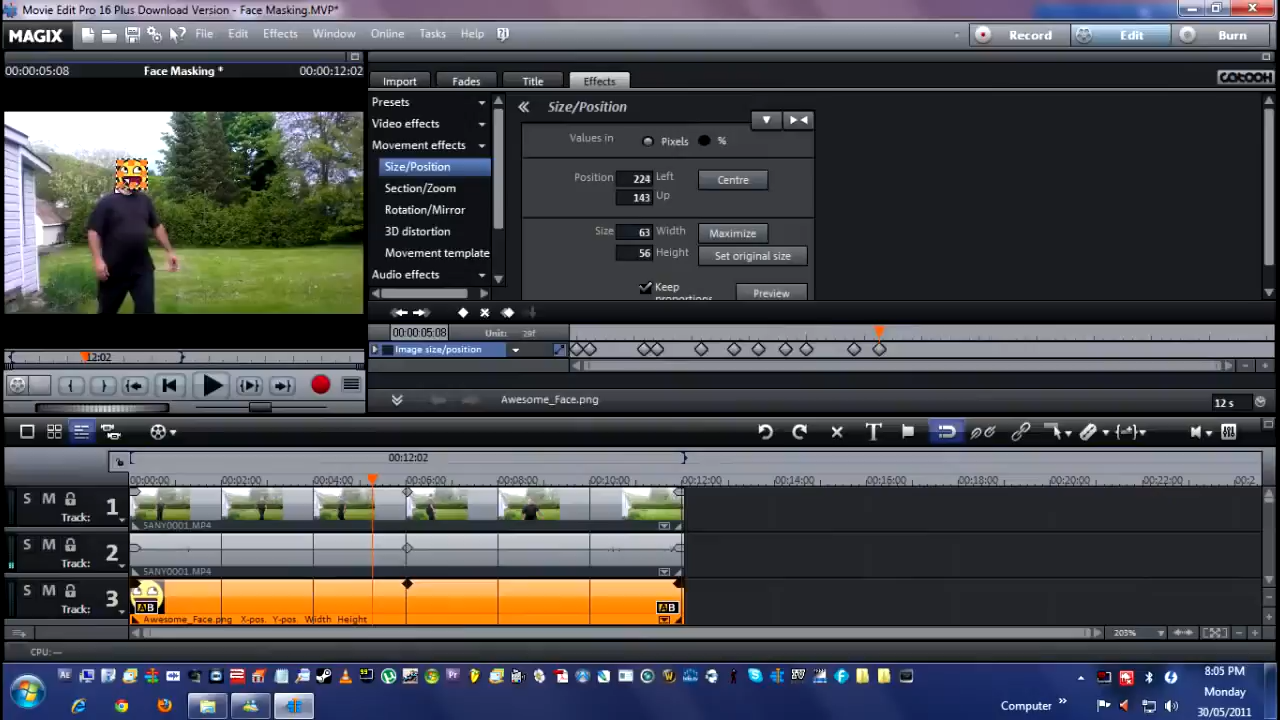 Movie Edit Pro 16 Plus Download Version - Face Masking.MVP*
MAGIX
File Edit Effects Window Online Tasks Help
Record Edit Burn
00:00:05:08 Face Masking * 00:00:12:02
Import Fades Title Effects
CATOOH
Presets
Video effects
Movement effects
Size/Position
Section/Zoom
Rotation/Mirror
3D distortion
Movement template
Audio effects
Size/Position
Values in Pixels %
Position 224 Left Centre
143 Up
Size 63 Width Maximize
56 Height Set original size
Keep
proportions
Preview
12:02
00:00:05:08 Unit: 29f
Image size/position
Awesome_Face.png
12 s
00:12:02
00:00:00 00:02:00 00:04:00 00:06:00 00:08:00 00:10:00 00:12:00 00:14:00 00:16:00 00:18:00 00:20:00 00:22:00 00:2
S M
Track: 1
SANY0001.MP4
S M
Track: 2
SANY0001.MP4
S M
Track: 3
AB AB
Awesome_Face.png X-pos. Y-pos. Width Height
203%
CPU: —
8:05 PM
Monday
30/05/2011
Computer